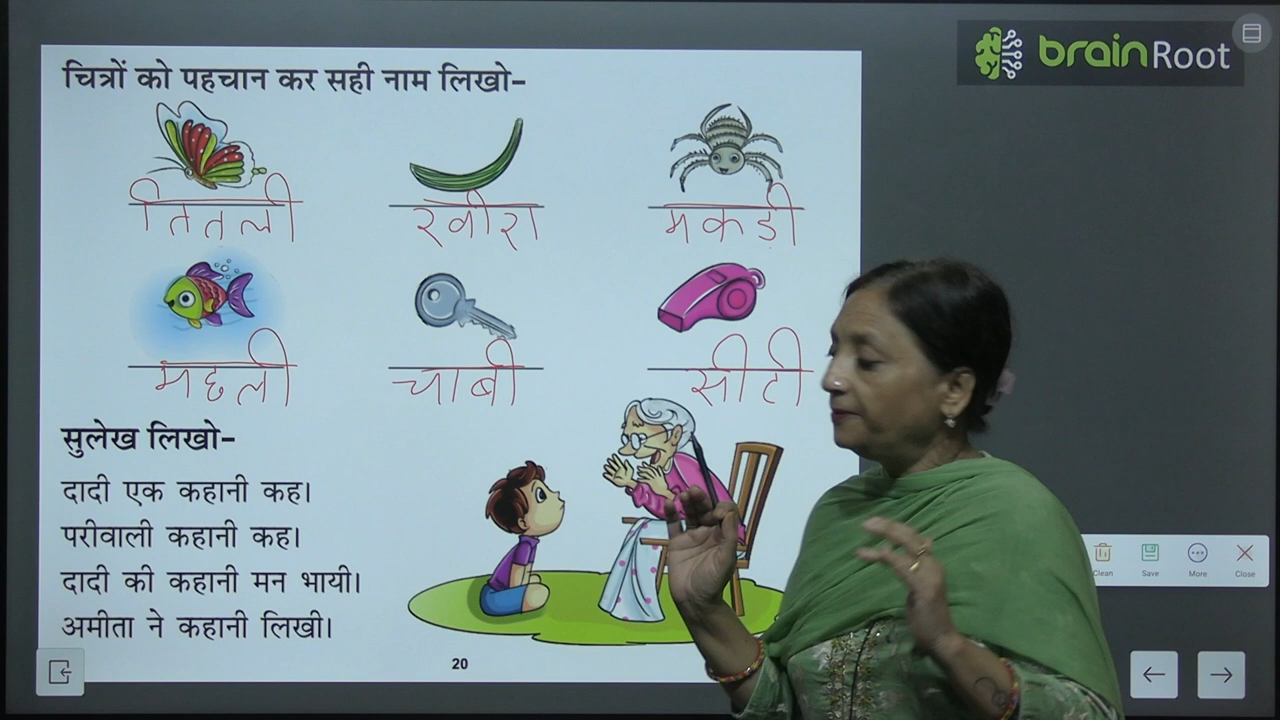 brainRoot
चित्रों को पहचान कर सही नाम लिखो-
तितली खीरा मकडी
मछली चाबी सीटी
सुलेख लिखो-
दादी एक कहानी कह।
परीवाली कहानी कह।
दादी की कहानी मन भायी।
अमीता ने कहानी लिखी।
20
Clean Save More Close